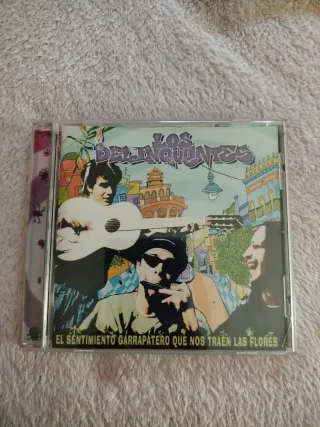 LOS
DELINQÜENTES
EL SENTIMIENTO GARRAPATERO QUE NOS TRAEN LAS FLORES